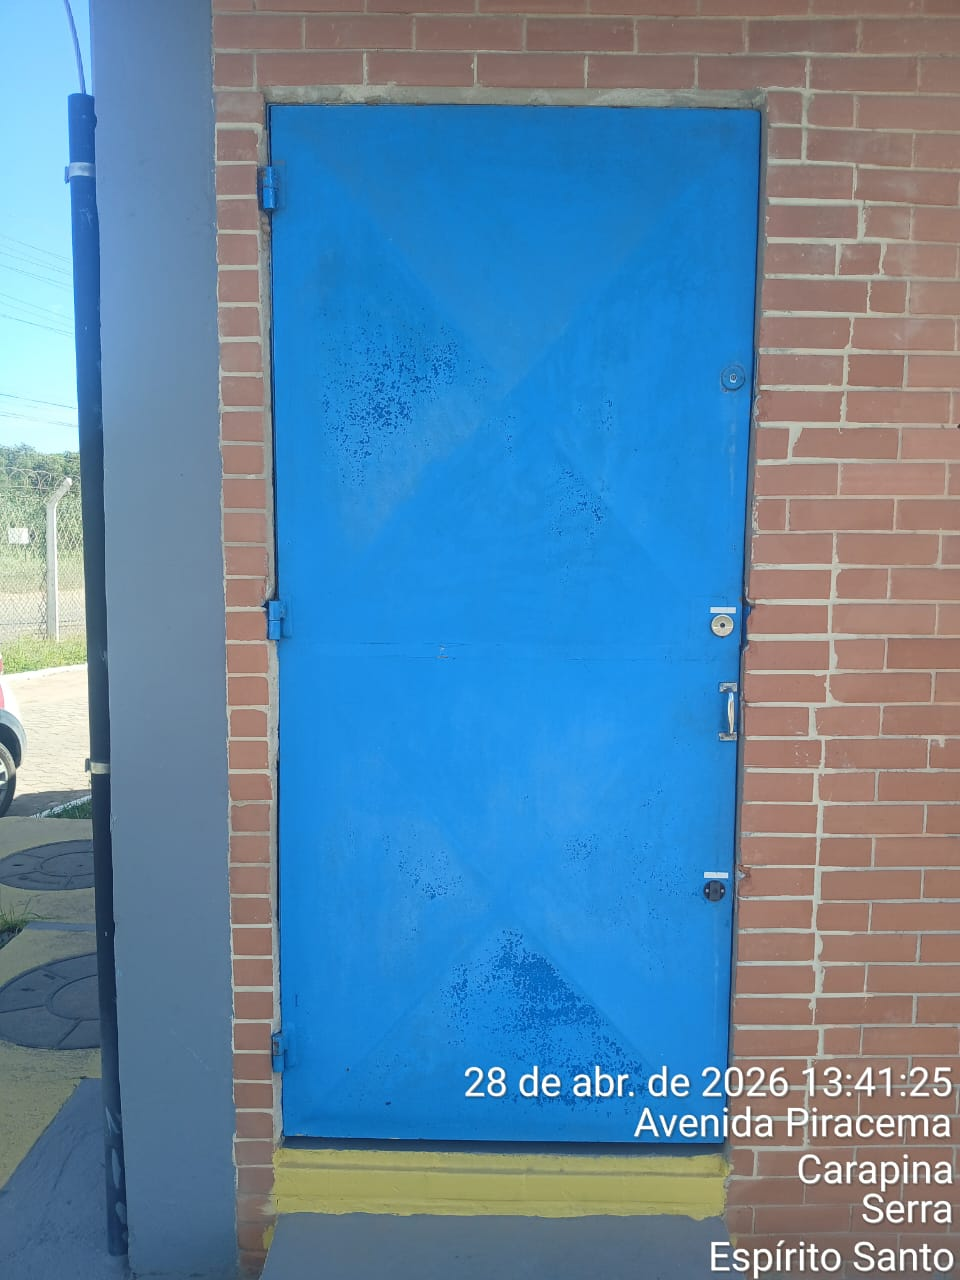 28 de abr. de 2026 13:41:25
Avenida Piracema
Carapina
Serra
Espírito Santo